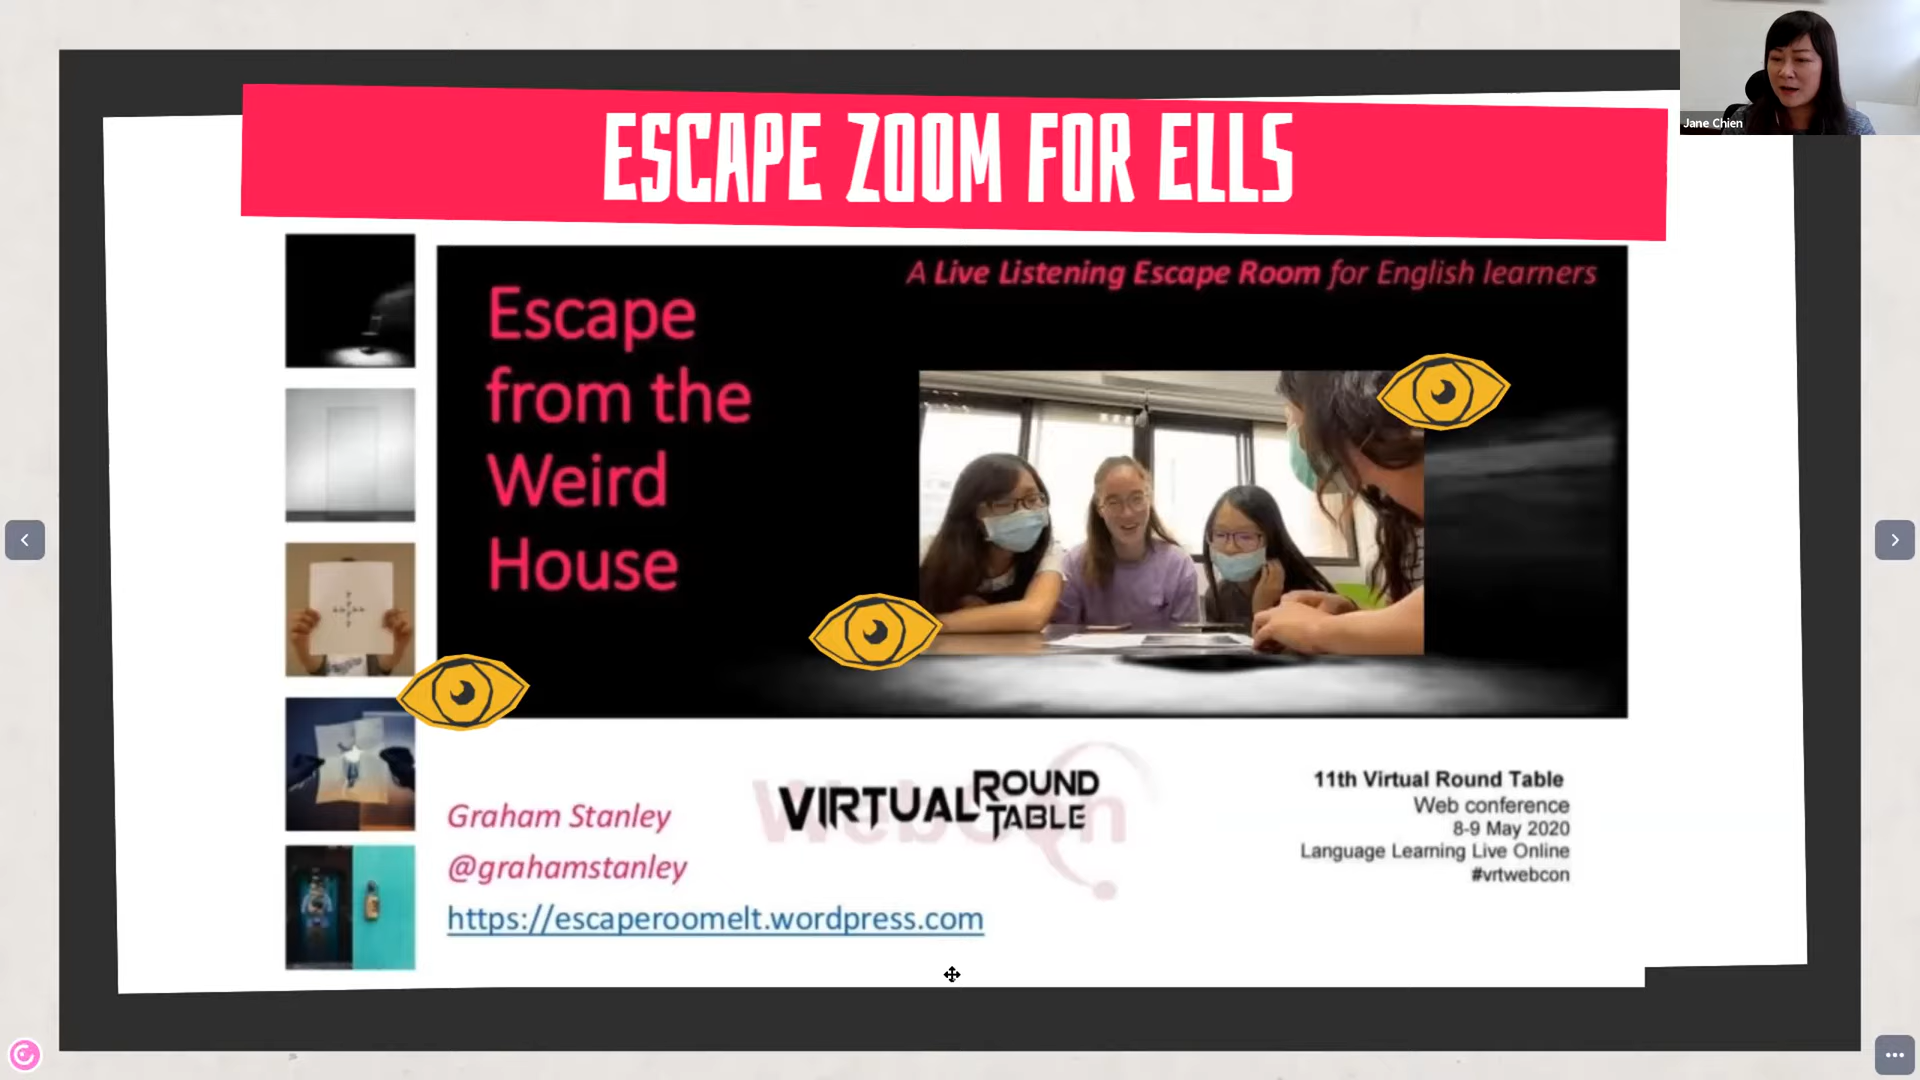 Jane Chien
ESCAPE ZOOM FOR ELLS
A Live Listening Escape Room for English learners
Escape
from the
Weird
House
Graham Stanley
@grahamstanley
https://escaperoomelt.wordpress.com
WebCon
VIRTUAL ROUND
TABLE
11th Virtual Round Table
Web conference
8-9 May 2020
Language Learning Live Online
#vrtwebcon